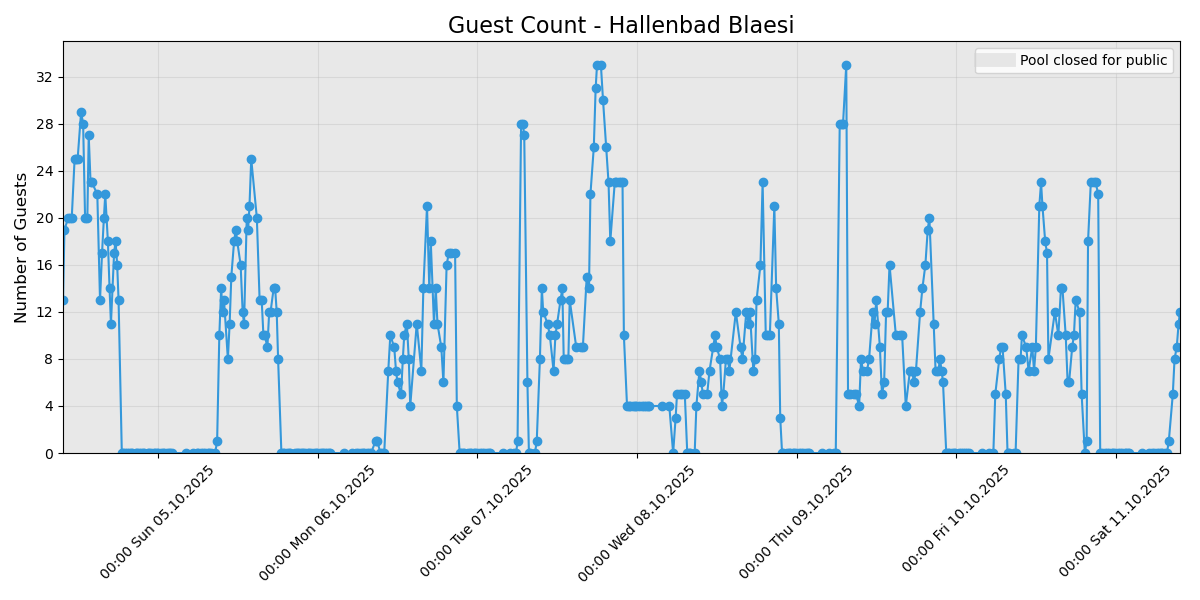 Guest Count - Hallenbad Blaesi
Pool closed for public
Number of Guests
32
28
24
20
16
12
8
4
0
00:00 Sun 05.10.2025
00:00 Mon 06.10.2025
00:00 Tue 07.10.2025
00:00 Wed 08.10.2025
00:00 Thu 09.10.2025
00:00 Fri 10.10.2025
00:00 Sat 11.10.2025